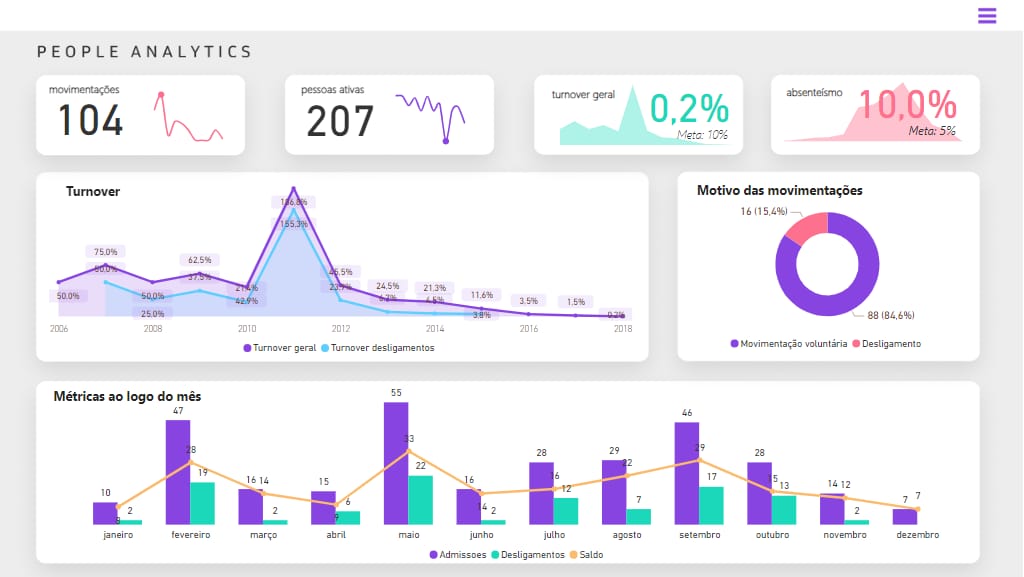 PEOPLE ANALYTICS
movimentações
104
pessoas ativas
207
turnover geral
0,2%
Meta: 10%
absenteísmo
10,0%
Meta: 5%
Turnover
186.8%
155.3%
75.0%
50.0%
62,5%
37.5%
50.0%
50,0%
25.0%
21.4%
42.9%
45,5%
23.7%
24.5%
6.7%
21.3%
4.5%
11,6%
3.8%
3.5%
1.5%
0.2%
2006 2008 2010 2012 2014 2016 2018
Turnover geral Turnover desligamentos
Motivo das movimentações
16 (15,4%)
88 (84,6%)
Movimentação voluntária Desligamento
Métricas ao logo do mês
10 8 2
47 28 19
16 14 2
15 9 6
55 33 22
16 14 2
28 16 12
29 22 7
46 29 17
28 15 13
14 12 2
7 7
janeiro fevereiro março abril maio junho julho agosto setembro outubro novembro dezembro
Admissoes Desligamentos Saldo